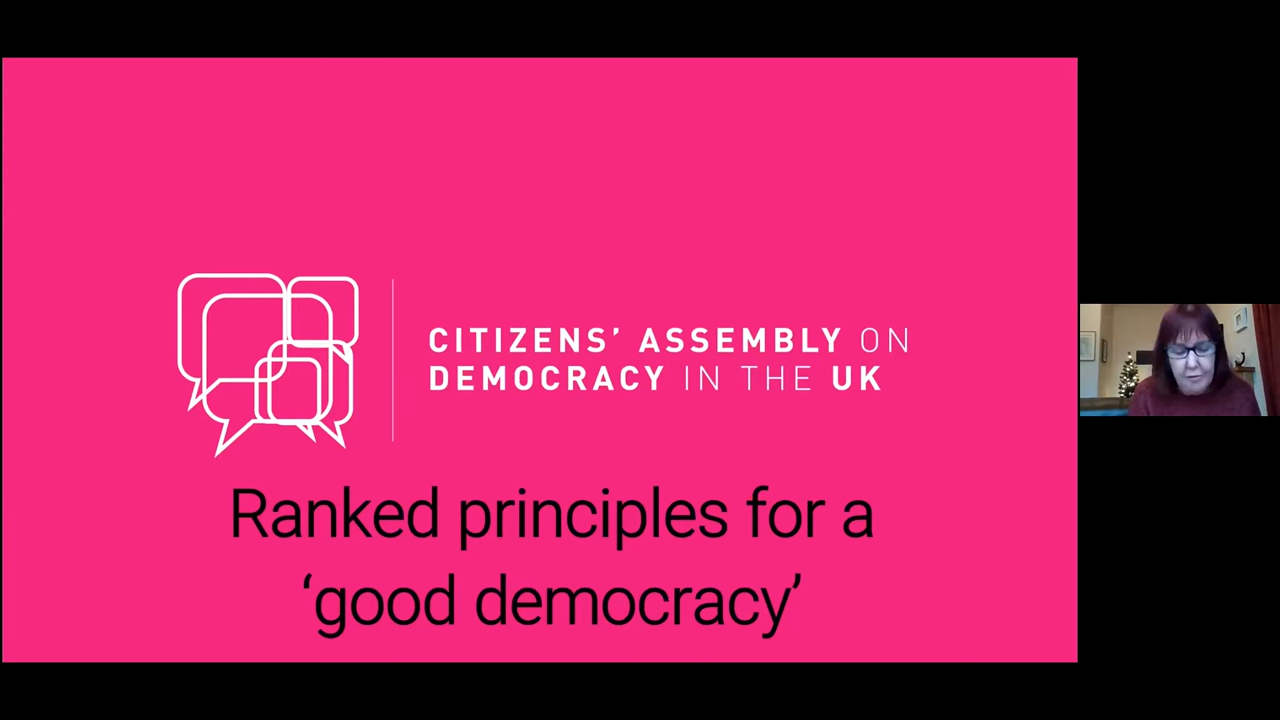 CITIZENS’ ASSEMBLY ON
DEMOCRACY IN THE UK
Ranked principles for a
‘good democracy’